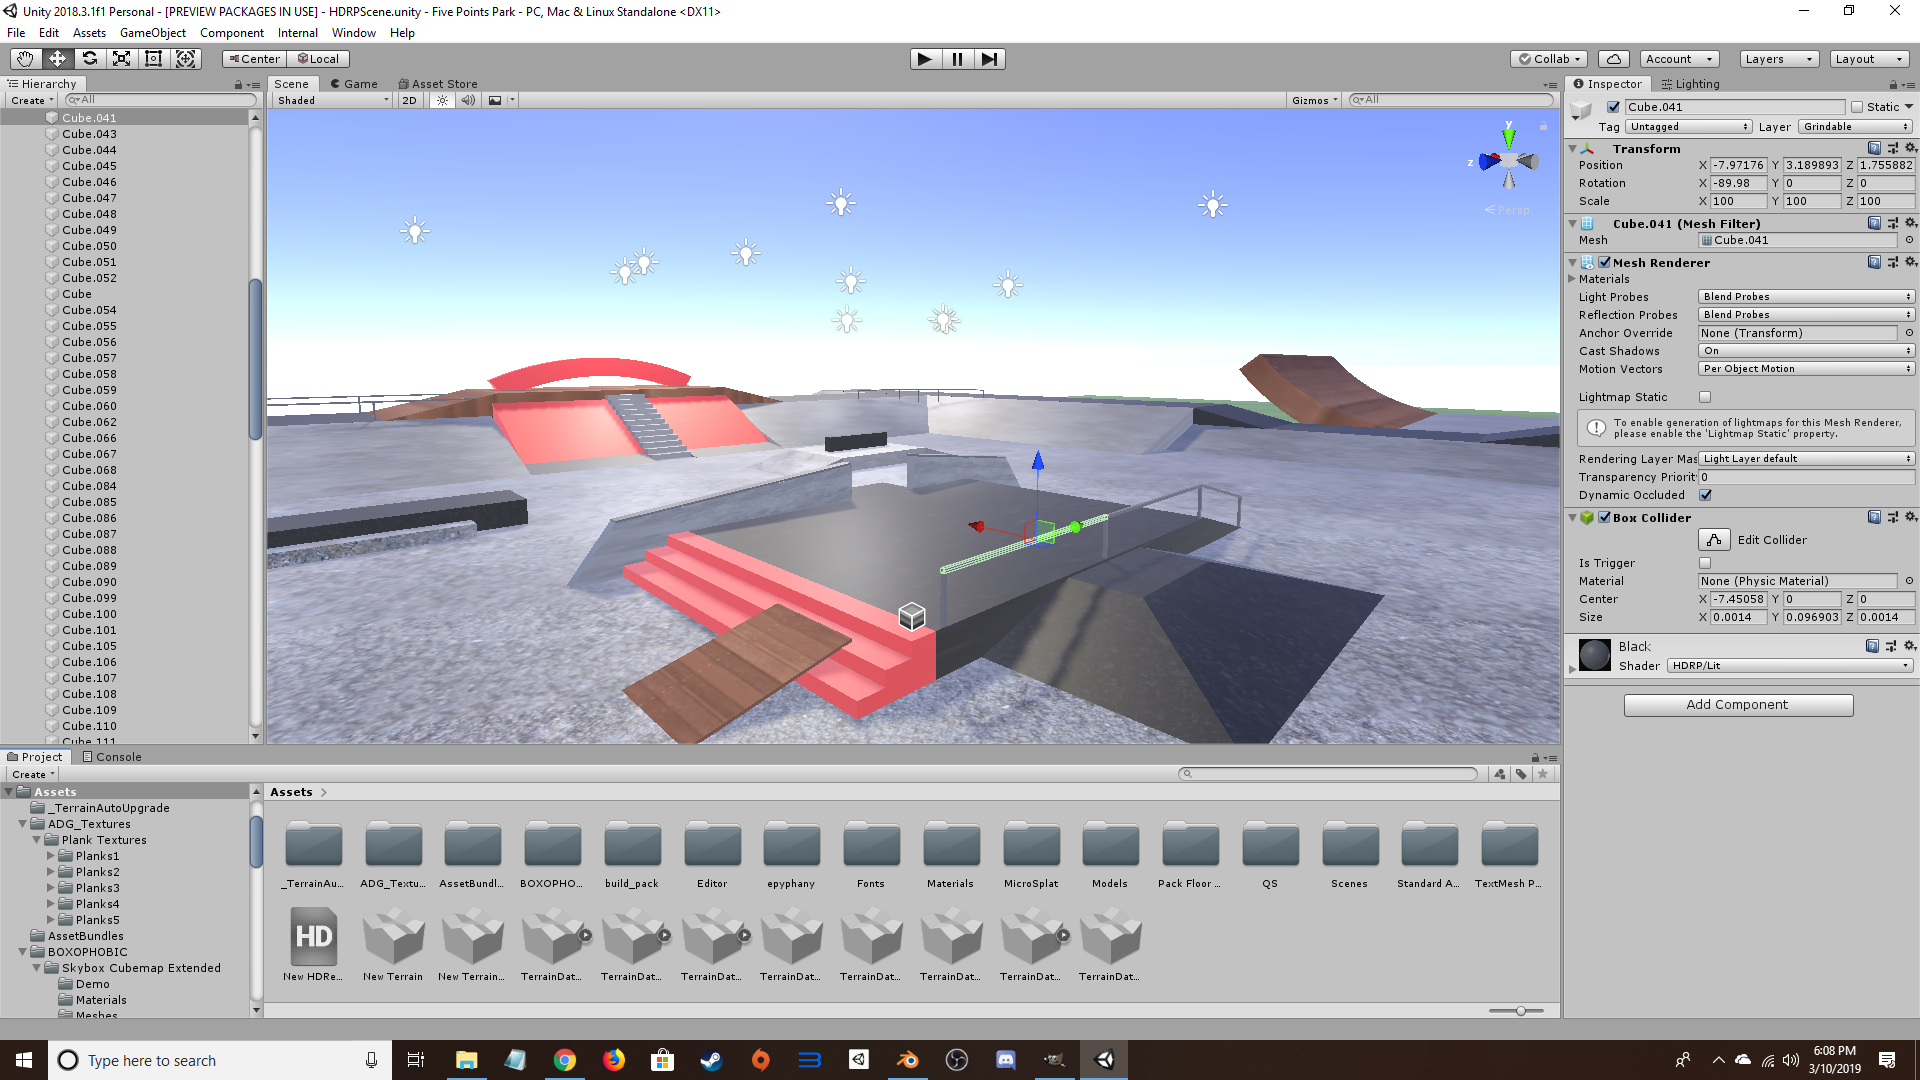 Unity 2018.3.1f1 Personal - [PREVIEW PACKAGES IN USE] - HDRPScene.unity - Five Points Park - PC, Mac & Linux Standalone <DX11>
File Edit Assets GameObject Component Internal Window Help
Center Local Collab Account Layers Layout
Hierarchy
Create All
Cube.041
Cube.043
Cube.044
Cube.045
Cube.046
Cube.047
Cube.048
Cube.049
Cube.050
Cube.051
Cube.052
Cube
Cube.054
Cube.055
Cube.056
Cube.057
Cube.058
Cube.059
Cube.060
Cube.062
Cube.066
Cube.067
Cube.068
Cube.084
Cube.085
Cube.086
Cube.087
Cube.088
Cube.089
Cube.090
Cube.099
Cube.100
Cube.101
Cube.105
Cube.106
Cube.107
Cube.108
Cube.109
Cube.110
Cube.111
Scene Game Asset Store
Shaded 2D Gizmos All
y
z
Persp
Inspector Lighting
Cube.041 Static
Tag Untagged Layer Grindable
Transform
Position X -7.97176 Y 3.189893 Z 1.755882
Rotation X -89.98 Y 0 Z 0
Scale X 100 Y 100 Z 100
Cube.041 (Mesh Filter)
Mesh Cube.041
Mesh Renderer
Materials
Light Probes Blend Probes
Reflection Probes Blend Probes
Anchor Override None (Transform)
Cast Shadows On
Motion Vectors Per Object Motion
Lightmap Static
To enable generation of lightmaps for this Mesh Renderer,
please enable the 'Lightmap Static' property.
Rendering Layer Mas Light Layer default
Transparency Priorit 0
Dynamic Occluded
Box Collider
Edit Collider
Is Trigger
Material None (Physic Material)
Center X -7.45058 Y 0 Z 0
Size X 0.0014 Y 0.096903 Z 0.0014
Black
Shader HDRP/Lit
Add Component
Project Console
Create
Assets
_TerrainAutoUpgrade
ADG_Textures
Plank Textures
Planks1
Planks2
Planks3
Planks4
Planks5
AssetBundles
BOXOPHOBIC
Skybox Cubemap Extended
Demo
Materials
Meshes
Assets
_TerrainAu... ADG_Textu... AssetBundl... BOXOPHO... build_pack Editor epyphany Fonts Materials MicroSplat Models Pack Floor ... QS Scenes Standard A... TextMesh P...
HD
New HDRe... New Terrain New Terrain... TerrainDat... TerrainDat... TerrainDat... TerrainDat... TerrainDat... TerrainDat... TerrainDat... TerrainDat...
Type here to search
6:08 PM
3/10/2019